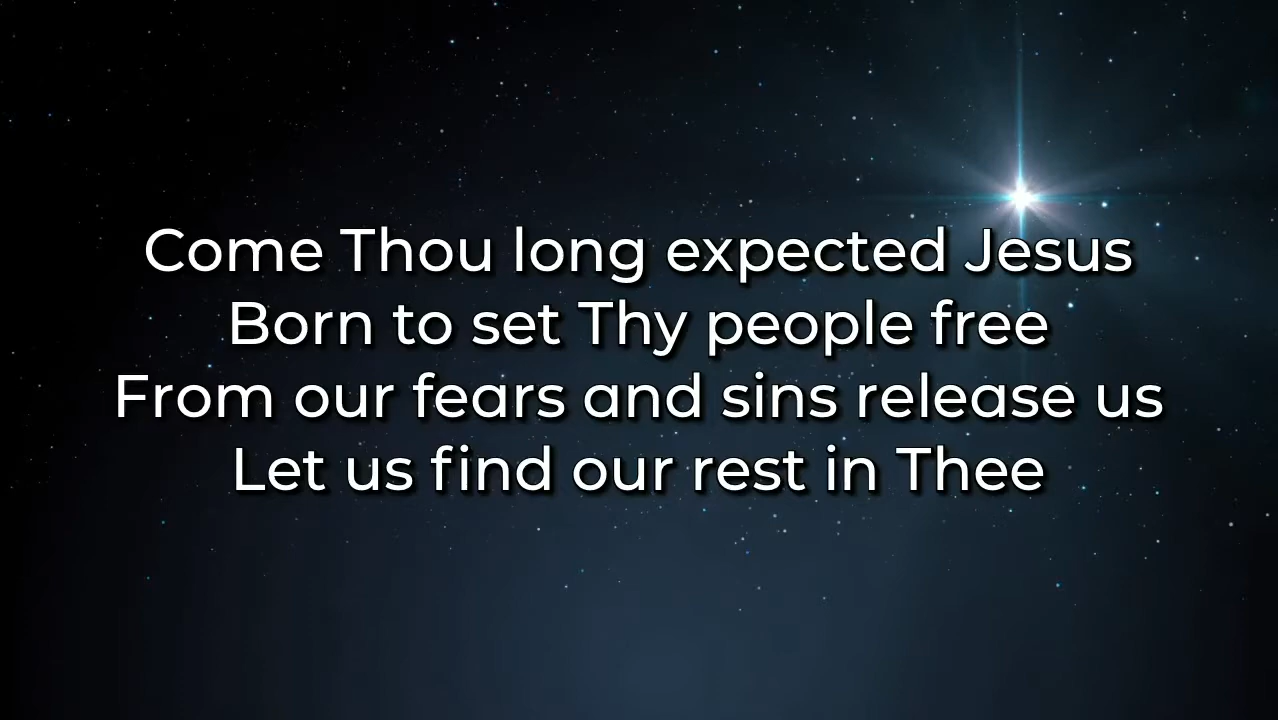 Come Thou long expected Jesus
Born to set Thy people free
From our fears and sins release us
Let us find our rest in Thee